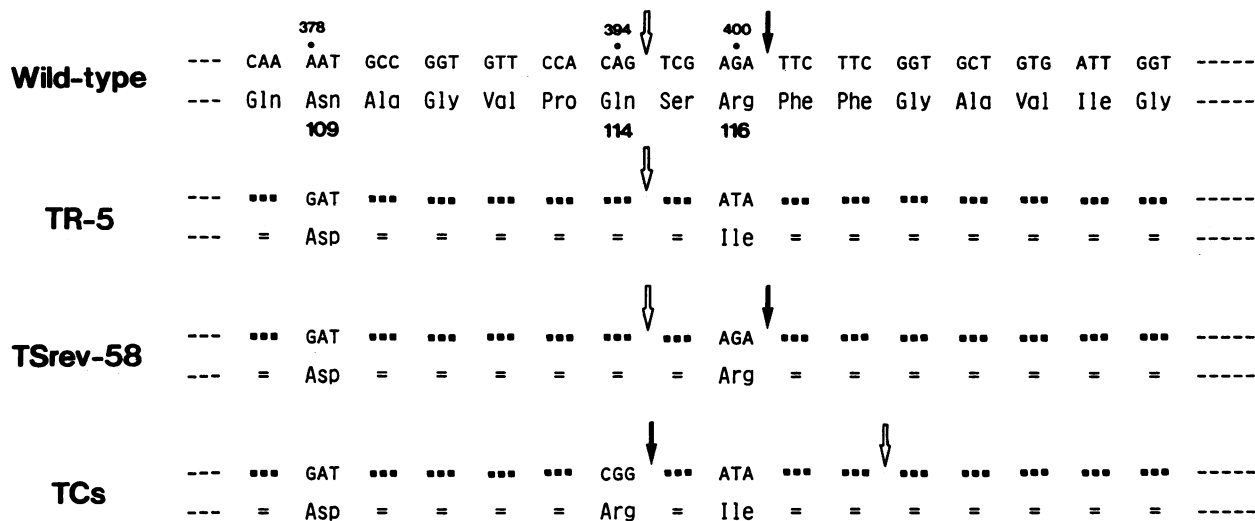 378 394 400
--- CAA AAT GCC GGT GTT CCA CAG TCG AGA TTC TTC GGT GCT GTG ATT GGT -----
Wild-type
--- Gln Asn Ala Gly Val Pro Gln Ser Arg Phe Phe Gly Ala Val Ile Gly -----
109 114 116
--- ▪▪▪ GAT ▪▪▪ ▪▪▪ ▪▪▪ ▪▪▪ ▪▪▪ ▪▪▪ ATA ▪▪▪ ▪▪▪ ▪▪▪ ▪▪▪ ▪▪▪ ▪▪▪ ▪▪▪ -----
TR-5
--- = Asp = = = = = = Ile = = = = = = = -----
--- ▪▪▪ GAT ▪▪▪ ▪▪▪ ▪▪▪ ▪▪▪ ▪▪▪ ▪▪▪ AGA ▪▪▪ ▪▪▪ ▪▪▪ ▪▪▪ ▪▪▪ ▪▪▪ ▪▪▪ -----
TSrev-58
--- = Asp = = = = = = Arg = = = = = = = -----
--- ▪▪▪ GAT ▪▪▪ ▪▪▪ ▪▪▪ ▪▪▪ CGG ▪▪▪ ATA ▪▪▪ ▪▪▪ ▪▪▪ ▪▪▪ ▪▪▪ ▪▪▪ ▪▪▪ -----
TCs
--- = Asp = = = = Arg = Ile = = = = = = = -----